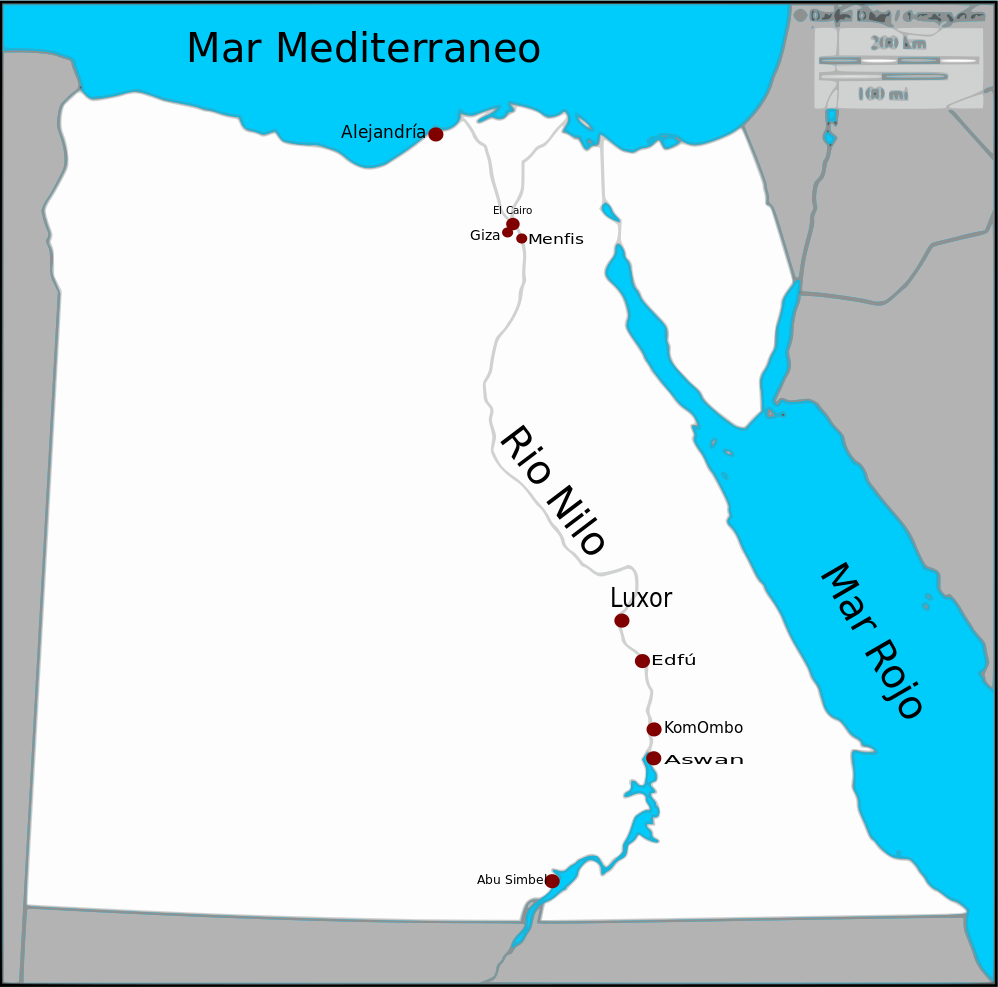 Mar Mediterraneo
200 km
100 mi
Alejandría
El Cairo
Giza
Menfis
Rio Nilo
Luxor
Mar Rojo
Edfú
KomOmbo
Aswan
Abu Simbel